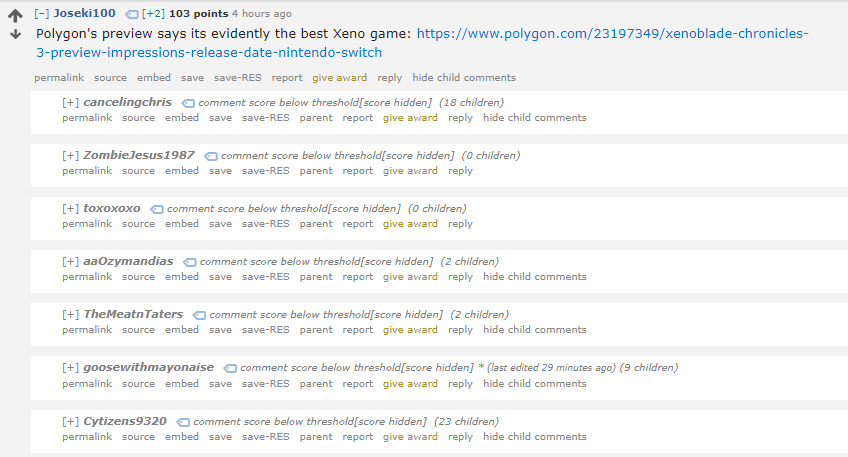 [–] Joseki100 [+2] 103 points 4 hours ago
Polygon's preview says its evidently the best Xeno game: https://www.polygon.com/23197349/xenoblade-chronicles-
3-preview-impressions-release-date-nintendo-switch
permalink source embed save save-RES report give award reply hide child comments
[+] cancelingchris comment score below threshold[score hidden] (18 children)
permalink source embed save save-RES parent report give award reply hide child comments
[+] ZombieJesus1987 comment score below threshold[score hidden] (0 children)
permalink source embed save save-RES parent report give award reply
[+] toxoxoxo comment score below threshold[score hidden] (0 children)
permalink source embed save save-RES parent report give award reply
[+] aaOzymandias comment score below threshold[score hidden] (2 children)
permalink source embed save save-RES parent report give award reply hide child comments
[+] TheMeatnTaters comment score below threshold[score hidden] (2 children)
permalink source embed save save-RES parent report give award reply hide child comments
[+] goosewithmayonaise comment score below threshold[score hidden] * (last edited 29 minutes ago) (9 children)
permalink source embed save save-RES parent report give award reply hide child comments
[+] Cytizens9320 comment score below threshold[score hidden] (23 children)
permalink source embed save save-RES parent report give award reply hide child comments